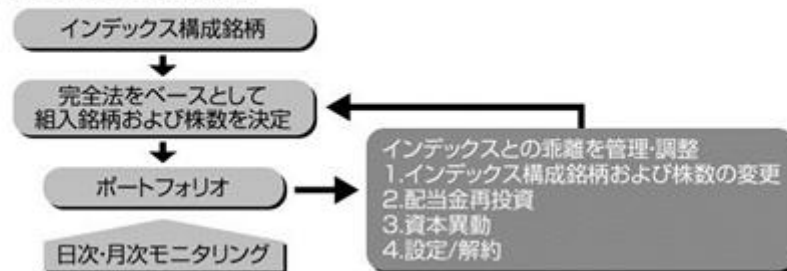 インデックス構成銘柄
完全法をベースとして
組入銘柄および株数を決定
ポートフォリオ
日次・月次モニタリング
インデックスとの乖離を管理・調整
1.インデックス構成銘柄および株数の変更
2.配当金再投資
3.資本異動
4.設定/解約